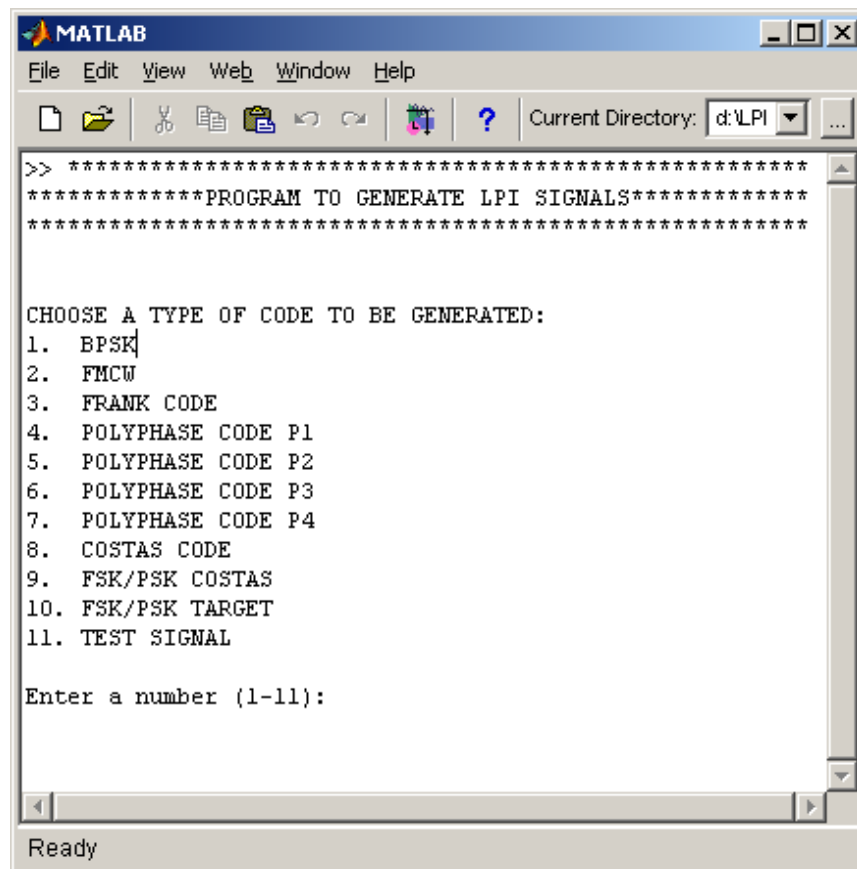 MATLAB
File Edit View Web Window Help
Current Directory: d:\LPI ...
>> ******************************************************
*************PROGRAM TO GENERATE LPI SIGNALS*************
*********************************************************
CHOOSE A TYPE OF CODE TO BE GENERATED:
1. BPSK
2. FMCW
3. FRANK CODE
4. POLYPHASE CODE P1
5. POLYPHASE CODE P2
6. POLYPHASE CODE P3
7. POLYPHASE CODE P4
8. COSTAS CODE
9. FSK/PSK COSTAS
10. FSK/PSK TARGET
11. TEST SIGNAL
Enter a number (1-11):
Ready